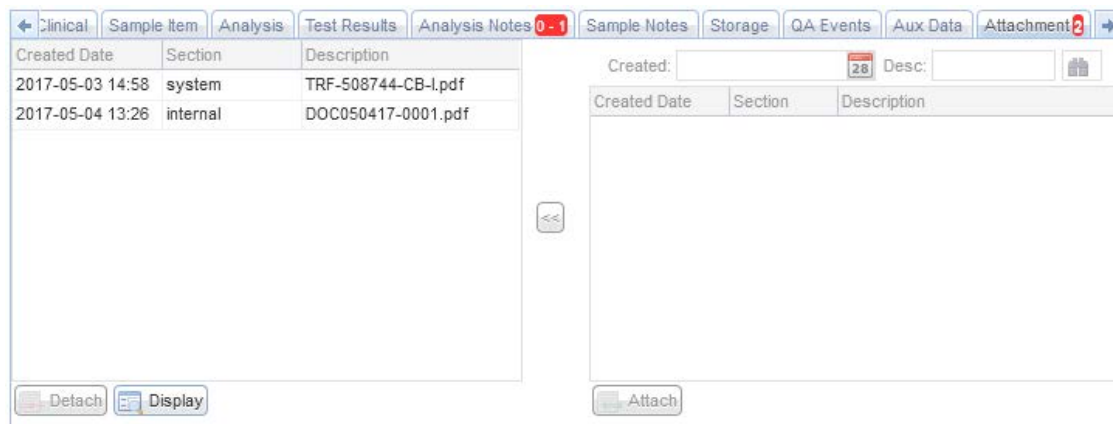 Clinical Sample Item Analysis Test Results Analysis Notes 0 - 1 Sample Notes Storage QA Events Aux Data Attachment 2
Created Date Section Description
2017-05-03 14:58 system TRF-508744-CB-I.pdf
2017-05-04 13:26 internal DOC050417-0001.pdf
<<
Detach Display
Created: 28 Desc:
Created Date Section Description
Attach